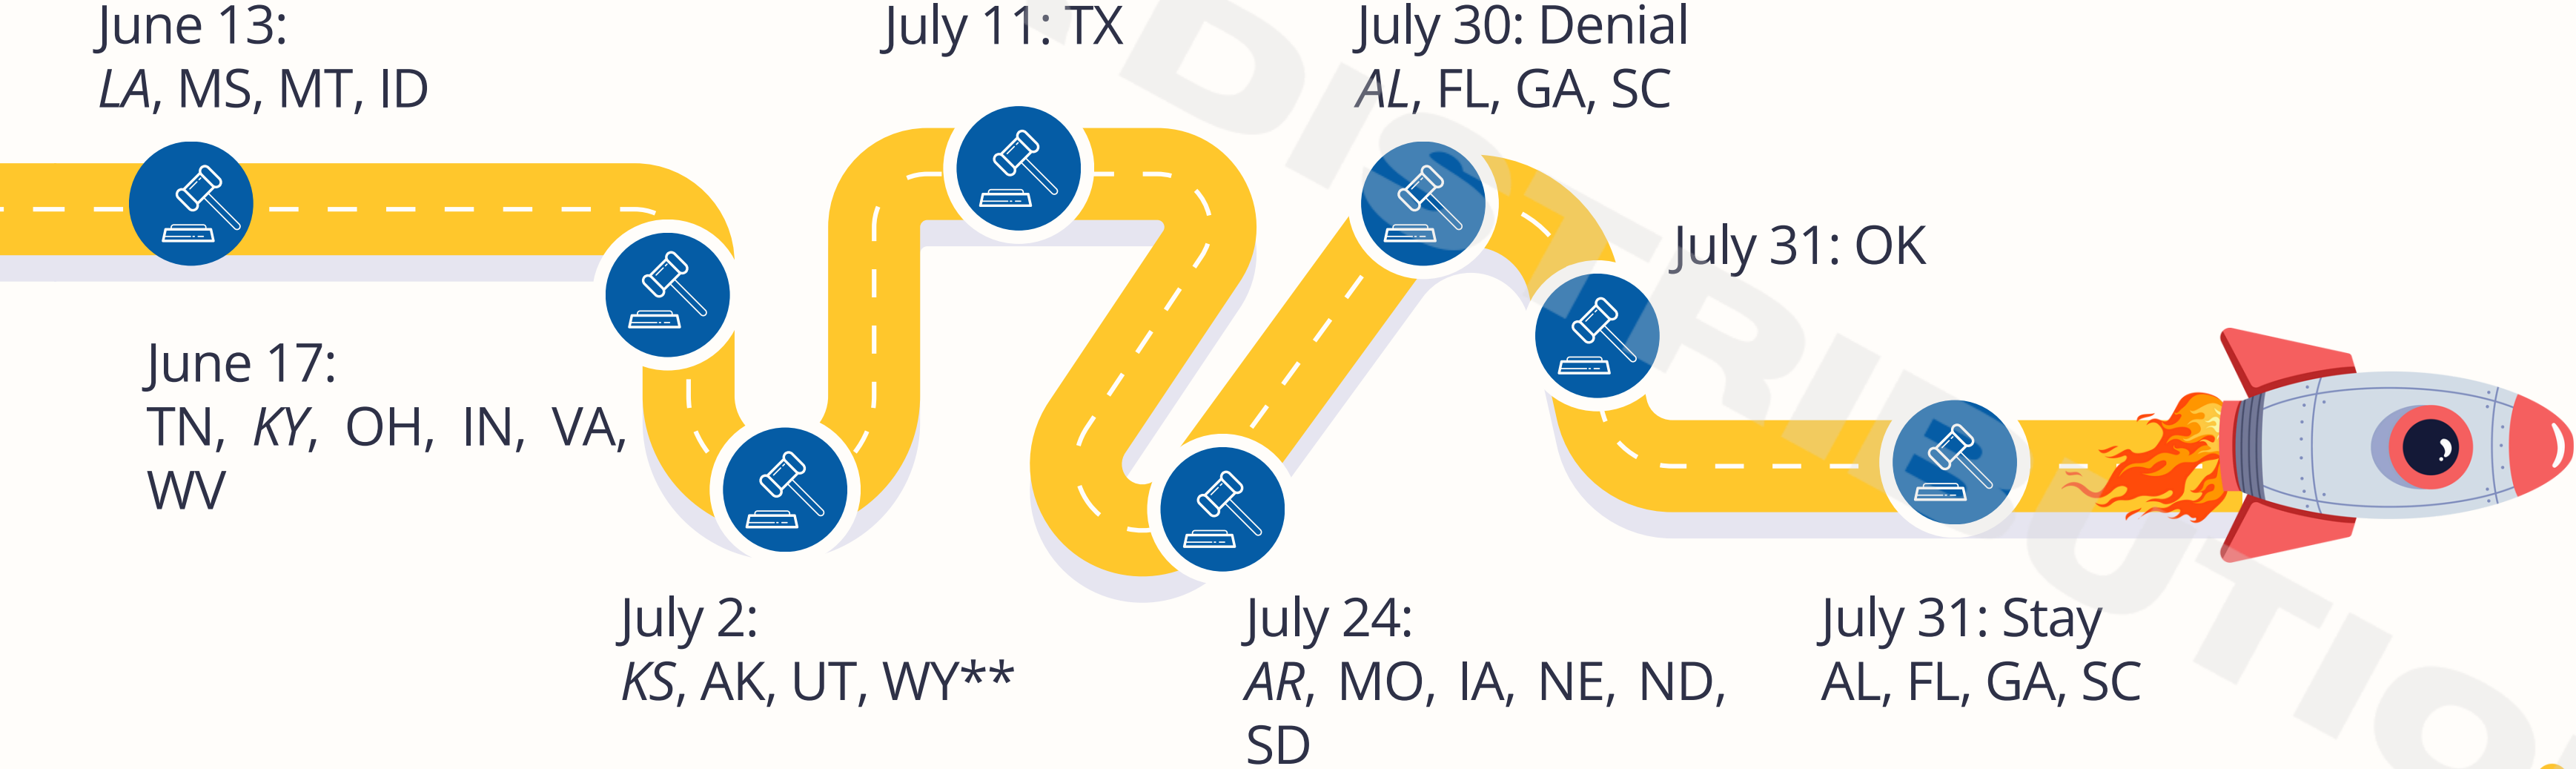 June 13:
LA, MS, MT, ID
June 17:
TN, KY, OH, IN, VA,
WV
July 2:
KS, AK, UT, WY**
July 11: TX
July 24:
AR, MO, IA, NE, ND,
SD
July 30: Denial
AL, FL, GA, SC
July 31: OK
July 31: Stay
AL, FL, GA, SC
DISTRIBUTIO